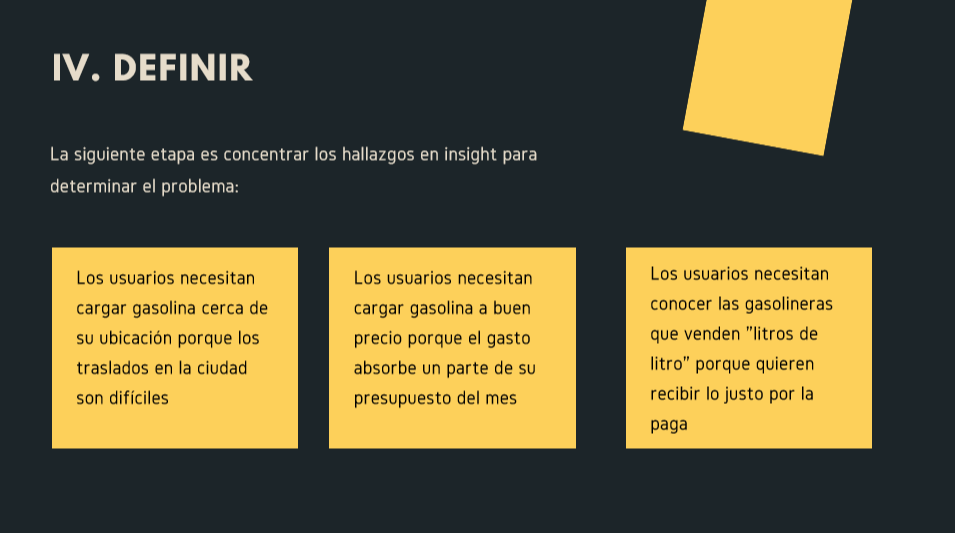 IV. DEFINIR
La siguiente etapa es concentrar los hallazgos en insight para
determinar el problema:
Los usuarios necesitan
cargar gasolina cerca de
su ubicación porque los
traslados en la ciudad
son difíciles
Los usuarios necesitan
cargar gasolina a buen
precio porque el gasto
absorbe un parte de su
presupuesto del mes
Los usuarios necesitan
conocer las gasolineras
que venden "litros de
litro" porque quieren
recibir lo justo por la
paga